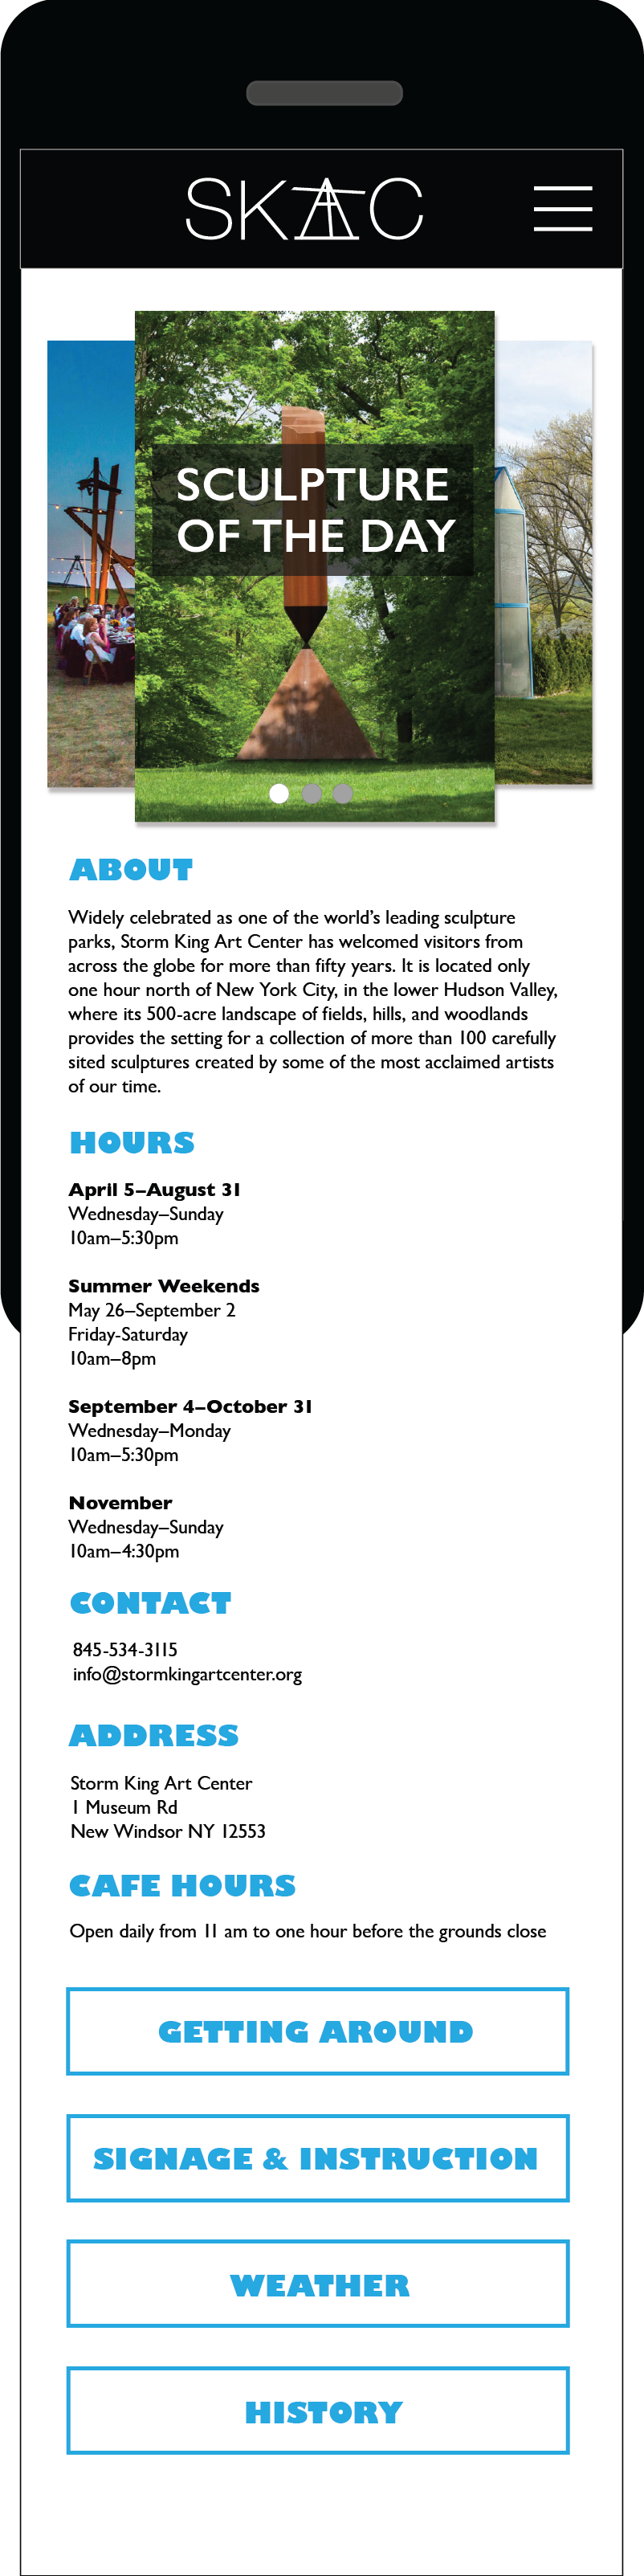 SKAC
SCULPTURE
OF THE DAY
ABOUT
Widely celebrated as one of the world’s leading sculpture
parks, Storm King Art Center has welcomed visitors from
across the globe for more than fifty years. It is located only
one hour north of New York City, in the lower Hudson Valley,
where its 500-acre landscape of fields, hills, and woodlands
provides the setting for a collection of more than 100 carefully
sited sculptures created by some of the most acclaimed artists
of our time.
HOURS
April 5–August 31
Wednesday–Sunday
10am–5:30pm
Summer Weekends
May 26–September 2
Friday-Saturday
10am–8pm
September 4–October 31
Wednesday–Monday
10am–5:30pm
November
Wednesday–Sunday
10am–4:30pm
CONTACT
845-534-3115
info@stormkingartcenter.org
ADDRESS
Storm King Art Center
1 Museum Rd
New Windsor NY 12553
CAFE HOURS
Open daily from 11 am to one hour before the grounds close
GETTING AROUND
SIGNAGE & INSTRUCTION
WEATHER
HISTORY